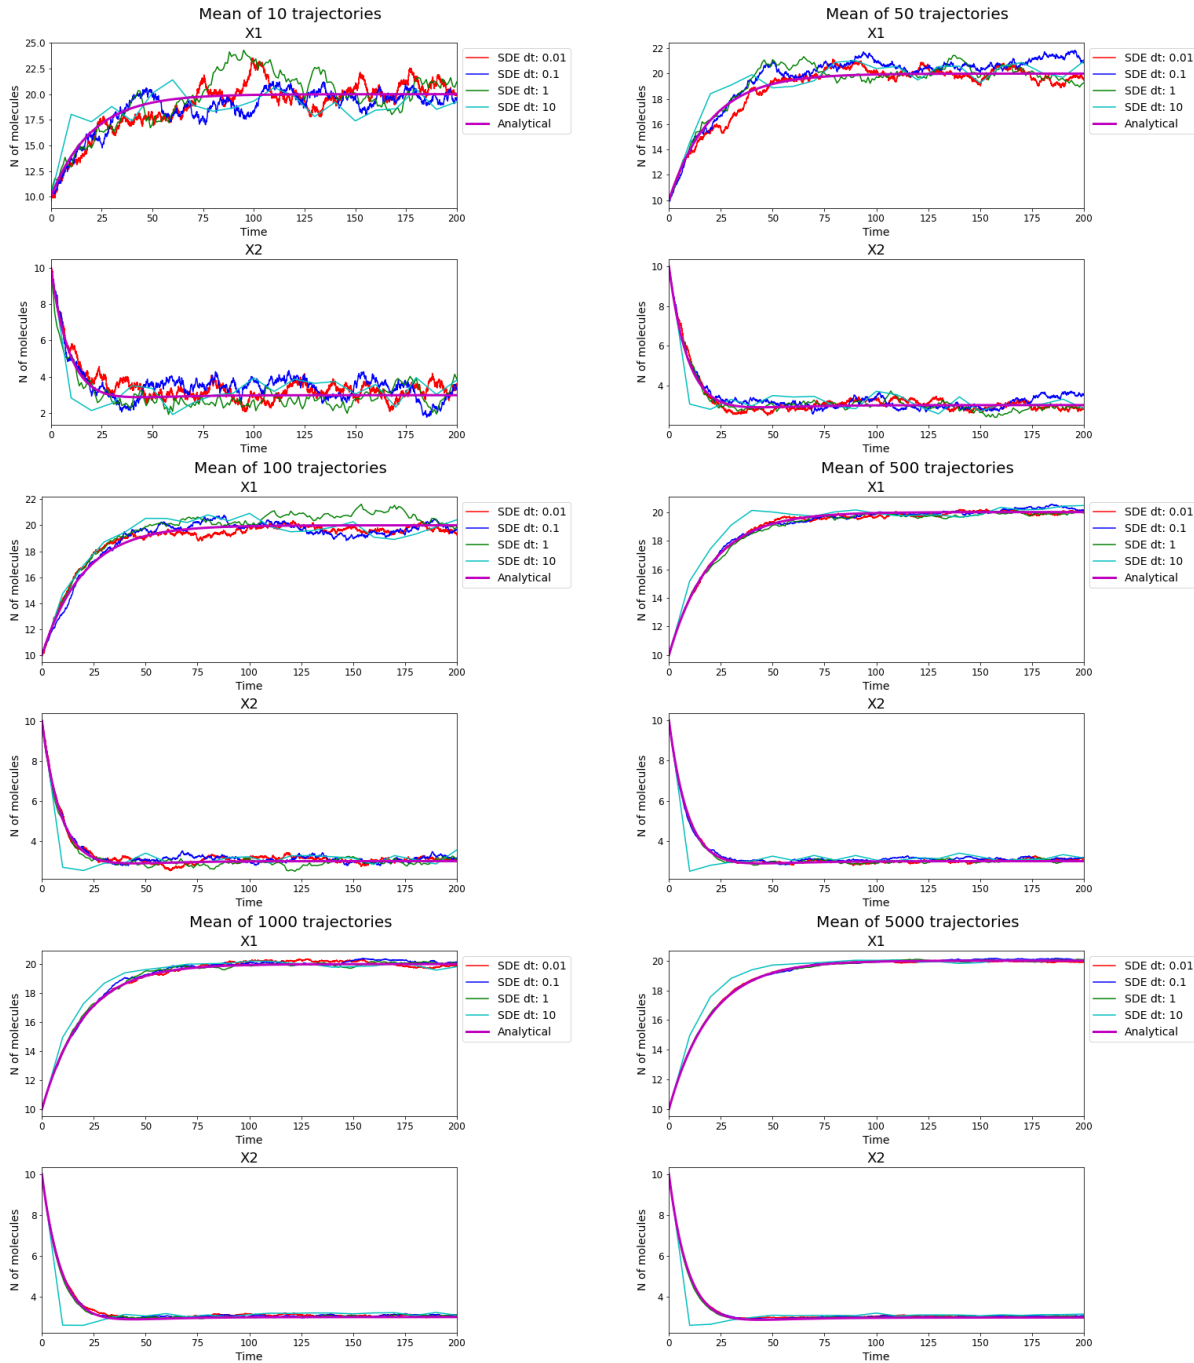 Mean of 10 trajectories
X1
25.0
22.5
20.0
17.5
15.0
12.5
10.0
N of molecules
0 25 50 75 100 125 150 175 200
Time
SDE dt: 0.01
SDE dt: 0.1
SDE dt: 1
SDE dt: 10
Analytical
X2
10
8
6
4
2
N of molecules
0 25 50 75 100 125 150 175 200
Time
Mean of 50 trajectories
X1
22
20
18
16
14
12
10
N of molecules
0 25 50 75 100 125 150 175 200
Time
SDE dt: 0.01
SDE dt: 0.1
SDE dt: 1
SDE dt: 10
Analytical
X2
10
8
6
4
N of molecules
0 25 50 75 100 125 150 175 200
Time
Mean of 100 trajectories
X1
22
20
18
16
14
12
10
N of molecules
0 25 50 75 100 125 150 175 200
Time
SDE dt: 0.01
SDE dt: 0.1
SDE dt: 1
SDE dt: 10
Analytical
X2
10
8
6
4
N of molecules
0 25 50 75 100 125 150 175 200
Time
Mean of 500 trajectories
X1
20
18
16
14
12
10
N of molecules
0 25 50 75 100 125 150 175 200
Time
SDE dt: 0.01
SDE dt: 0.1
SDE dt: 1
SDE dt: 10
Analytical
X2
10
8
6
4
N of molecules
0 25 50 75 100 125 150 175 200
Time
Mean of 1000 trajectories
X1
20
18
16
14
12
10
N of molecules
0 25 50 75 100 125 150 175 200
Time
SDE dt: 0.01
SDE dt: 0.1
SDE dt: 1
SDE dt: 10
Analytical
X2
10
8
6
4
N of molecules
0 25 50 75 100 125 150 175 200
Time
Mean of 5000 trajectories
X1
20
18
16
14
12
10
N of molecules
0 25 50 75 100 125 150 175 200
Time
SDE dt: 0.01
SDE dt: 0.1
SDE dt: 1
SDE dt: 10
Analytical
X2
10
8
6
4
N of molecules
0 25 50 75 100 125 150 175 200
Time